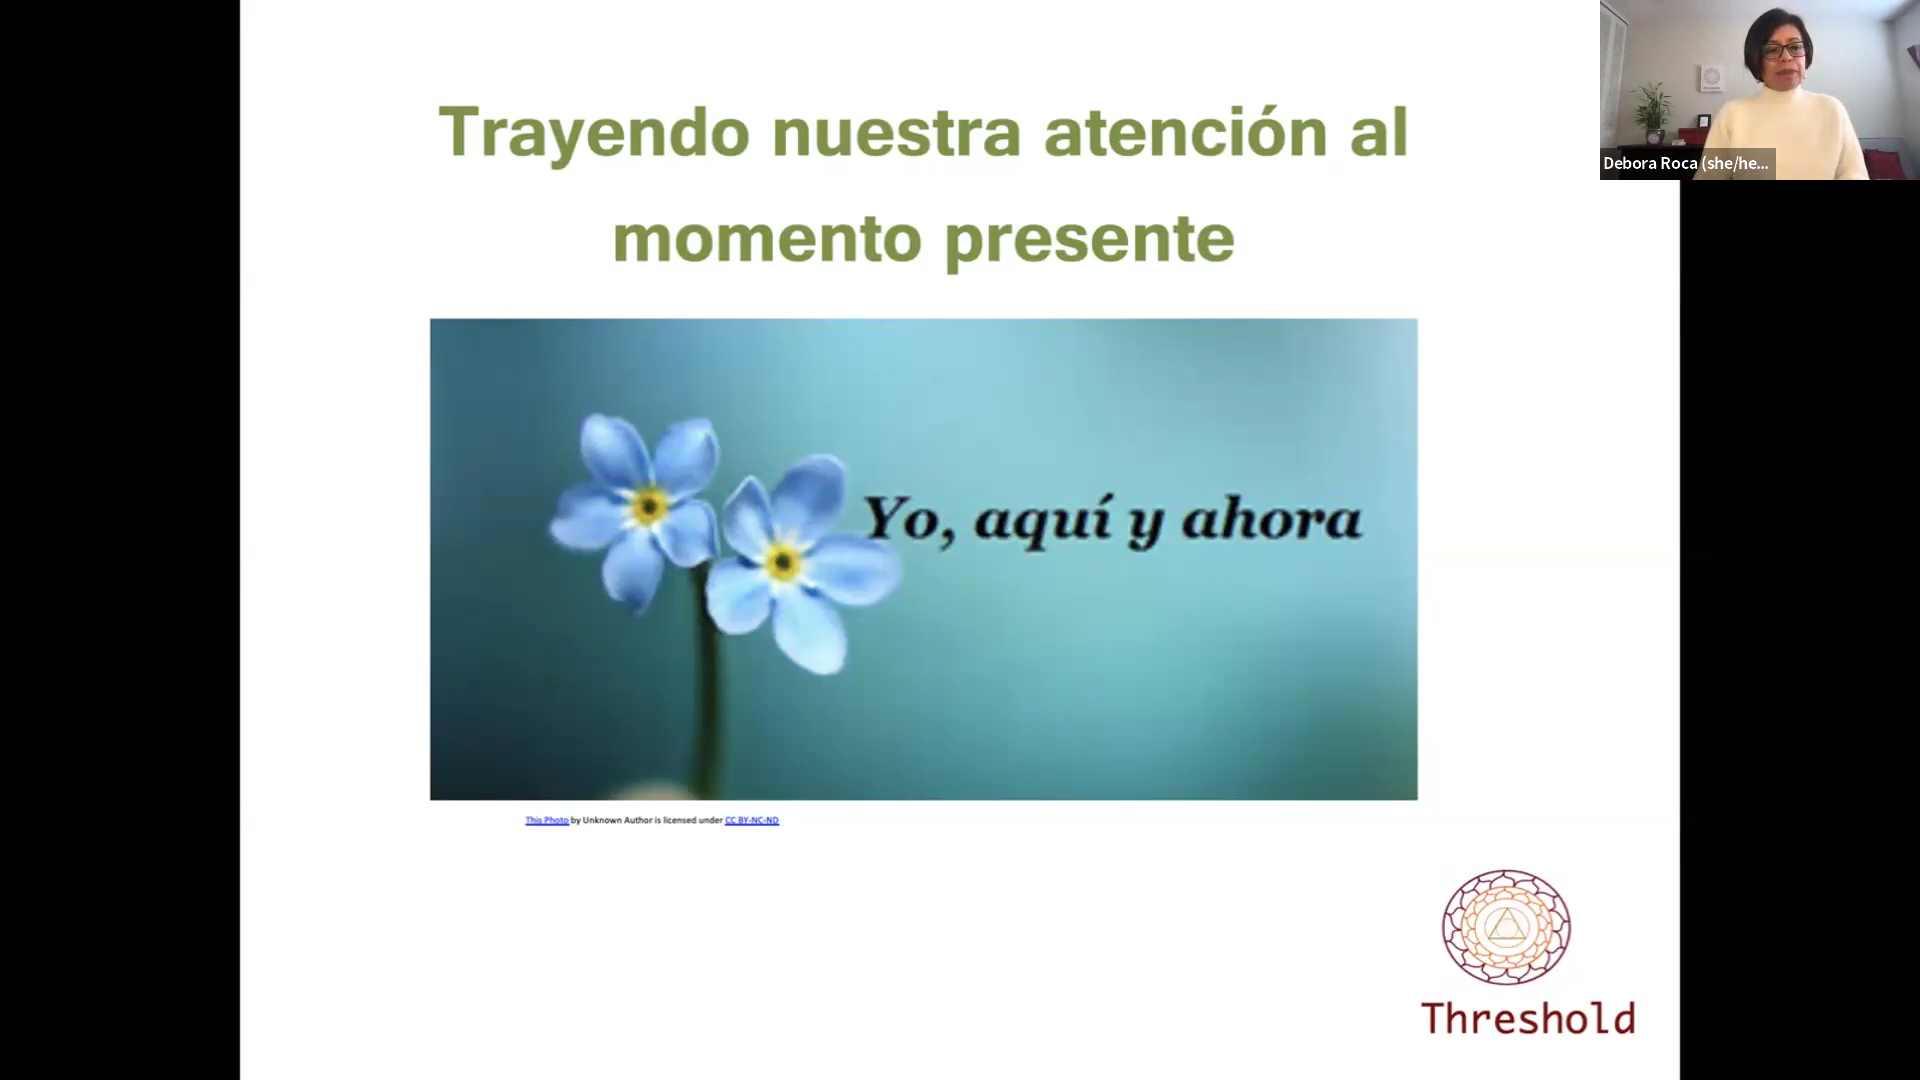 Trayendo nuestra atención al
momento presente
Debora Roca (she/he...
Yo, aquí y ahora
This Photo by Unknown Author is licensed under CC BY-NC-ND
Threshold